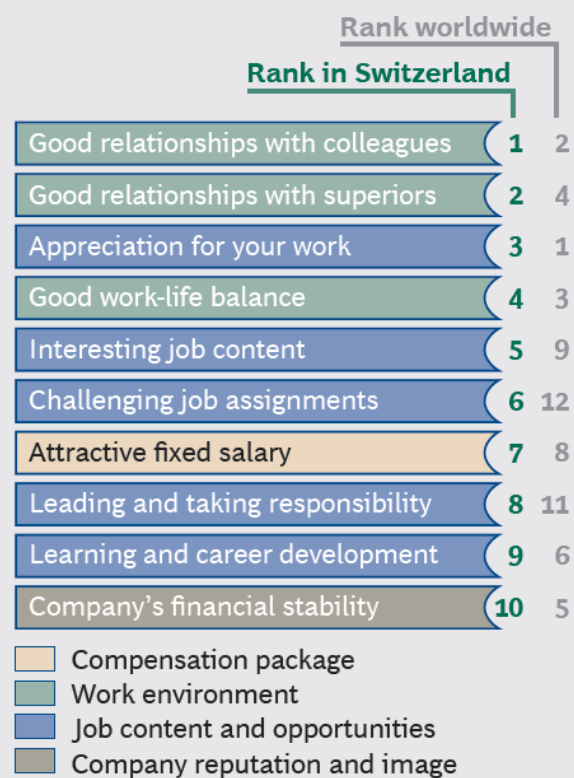 Rank worldwide
Rank in Switzerland
Good relationships with colleagues 1 2
Good relationships with superiors 2 4
Appreciation for your work 3 1
Good work-life balance 4 3
Interesting job content 5 9
Challenging job assignments 6 12
Attractive fixed salary 7 8
Leading and taking responsibility 8 11
Learning and career development 9 6
Company's financial stability 10 5
Compensation package
Work environment
Job content and opportunities
Company reputation and image